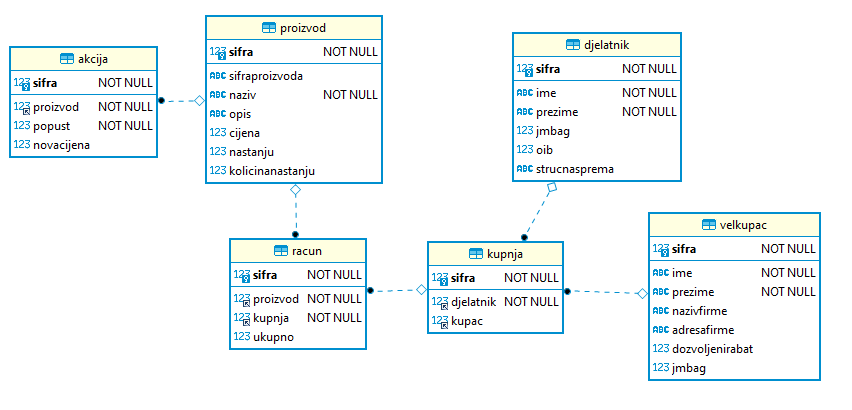 akcija
123 sifra NOT NULL
123 proizvod NOT NULL
123 popust NOT NULL
123 novacijena
proizvod
123 sifra NOT NULL
ABC sifraproizvoda
ABC naziv NOT NULL
ABC opis
123 cijena
123 nastanju
123 kolicinanastanju
djelatnik
123 sifra NOT NULL
ABC ime NOT NULL
ABC prezime NOT NULL
123 jmbag
123 oib
ABC strucnasprema
racun
123 sifra NOT NULL
123 proizvod NOT NULL
123 kupnja NOT NULL
123 ukupno
kupnja
123 sifra NOT NULL
123 djelatnik NOT NULL
123 kupac
velkupac
123 sifra NOT NULL
ABC ime NOT NULL
ABC prezime NOT NULL
ABC nazivfirme
ABC adresafirme
123 dozvoljenirabat
123 jmbag